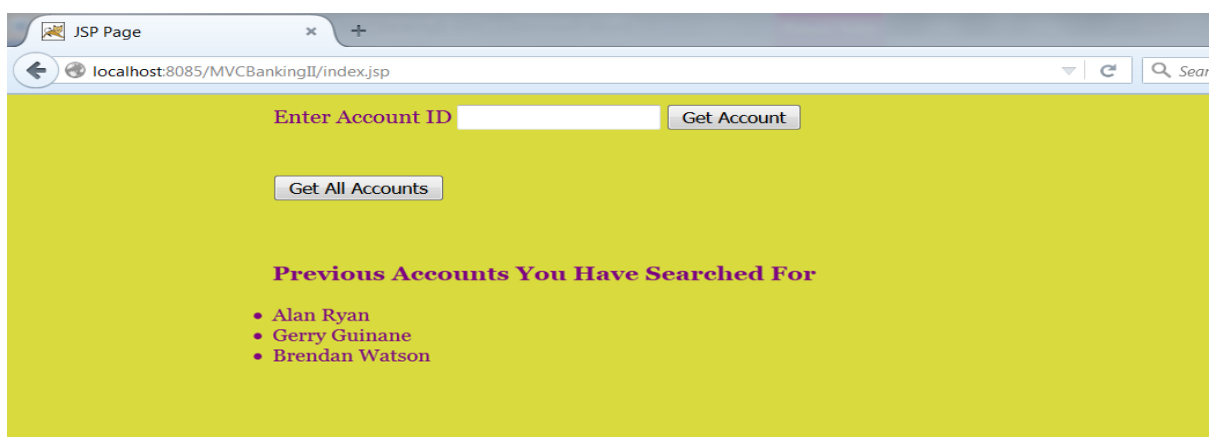 JSP Page
localhost:8085/MVCBankingII/index.jsp
Sear
Enter Account ID Get Account
Get All Accounts
Previous Accounts You Have Searched For
Alan Ryan
Gerry Guinane
Brendan Watson